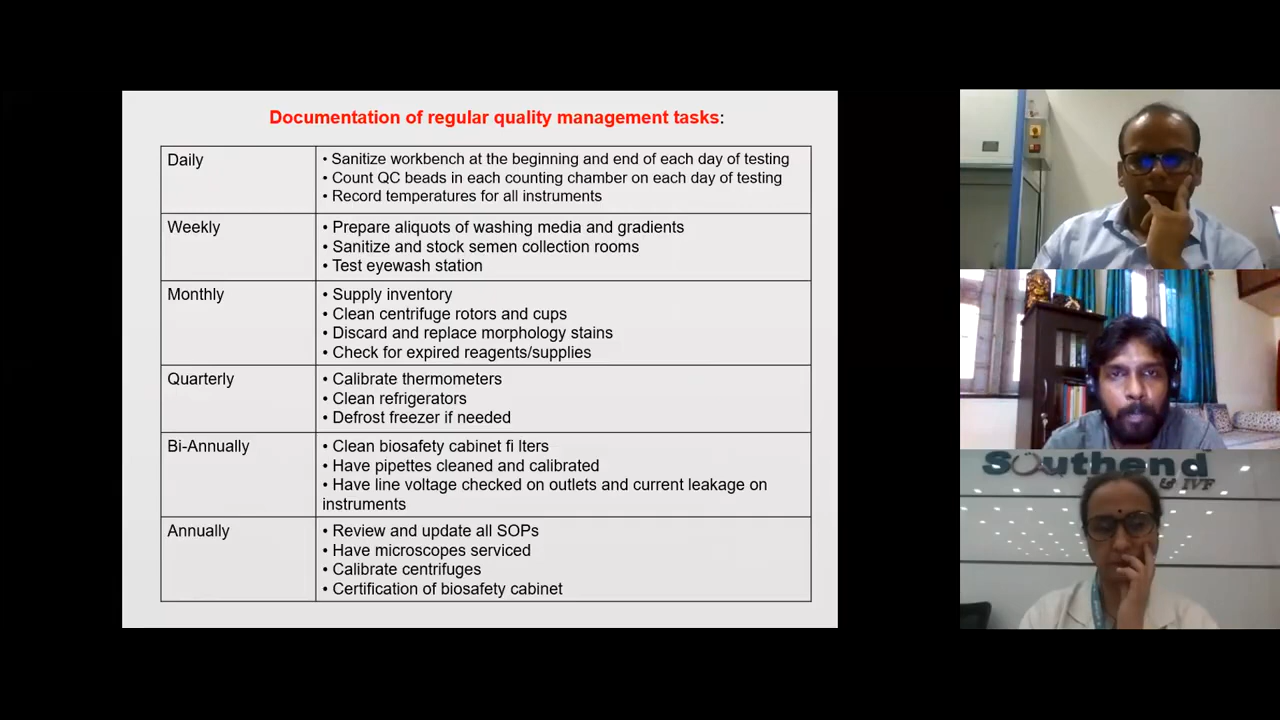 Documentation of regular quality management tasks:
Daily
• Sanitize workbench at the beginning and end of each day of testing
• Count QC beads in each counting chamber on each day of testing
• Record temperatures for all instruments
Weekly
• Prepare aliquots of washing media and gradients
• Sanitize and stock semen collection rooms
• Test eyewash station
Monthly
• Supply inventory
• Clean centrifuge rotors and cups
• Discard and replace morphology stains
• Check for expired reagents/supplies
Quarterly
• Calibrate thermometers
• Clean refrigerators
• Defrost freezer if needed
Bi-Annually
• Clean biosafety cabinet fi lters
• Have pipettes cleaned and calibrated
• Have line voltage checked on outlets and current leakage on
instruments
Annually
• Review and update all SOPs
• Have microscopes serviced
• Calibrate centrifuges
• Certification of biosafety cabinet
Southend
& IVF